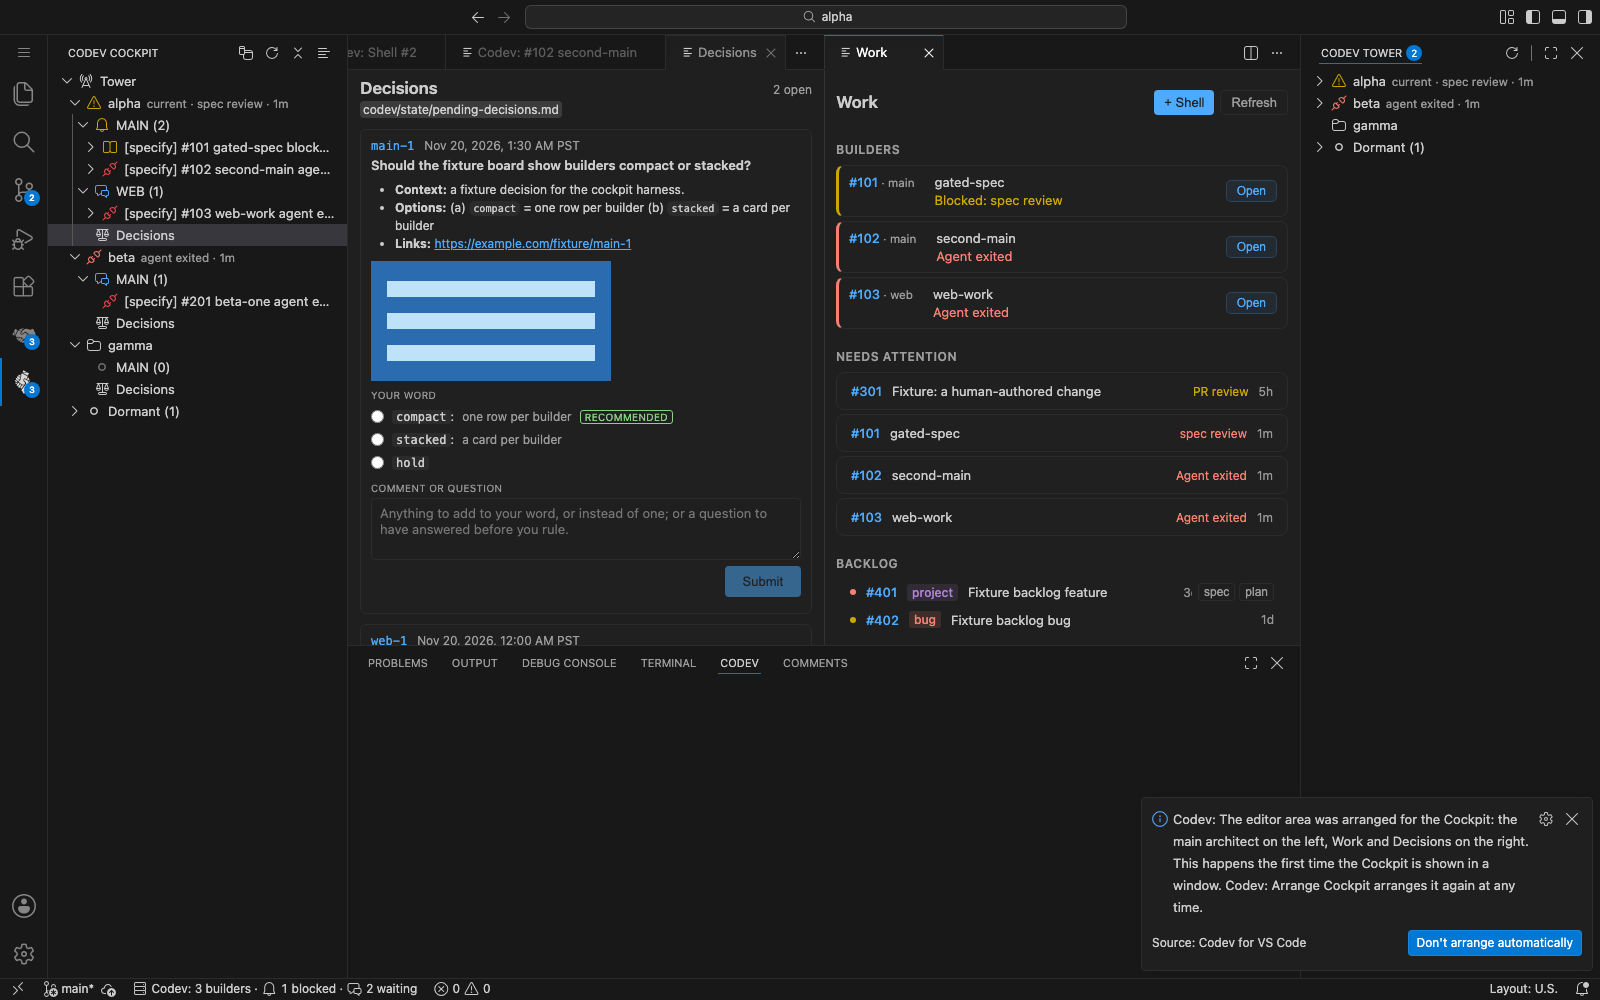 alpha
CODEV COCKPIT
Tower
alpha current · spec review · 1m
MAIN (2)
[specify] #101 gated-spec block...
[specify] #102 second-main age...
WEB (1)
[specify] #103 web-work agent e...
Decisions
beta agent exited · 1m
MAIN (1)
[specify] #201 beta-one agent e...
Decisions
gamma
MAIN (0)
Decisions
Dormant (1)
2
3
3
ev: Shell #2
Codev: #102 second-main
Decisions
Decisions
2 open
codev/state/pending-decisions.md
main-1 Nov 20, 2026, 1:30 AM PST
Should the fixture board show builders compact or stacked?
• Context: a fixture decision for the cockpit harness.
• Options: (a) compact = one row per builder (b) stacked = a card per
builder
• Links: https://example.com/fixture/main-1
YOUR WORD
compact: one row per builder RECOMMENDED
stacked: a card per builder
hold
COMMENT OR QUESTION
Anything to add to your word, or instead of one; or a question to
have answered before you rule.
Submit
web-1 Nov 20, 2026, 12:00 AM PST
Work
Work
+ Shell
Refresh
BUILDERS
#101 · main gated-spec
Blocked: spec review
Open
#102 · main second-main
Agent exited
Open
#103 · web web-work
Agent exited
Open
NEEDS ATTENTION
#301 Fixture: a human-authored change PR review 5h
#101 gated-spec spec review 1m
#102 second-main Agent exited 1m
#103 web-work Agent exited 1m
BACKLOG
#401 project Fixture backlog feature spec plan
#402 bug Fixture backlog bug 1d
PROBLEMS OUTPUT DEBUG CONSOLE TERMINAL CODEV COMMENTS
CODEV TOWER 2
alpha current · spec review · 1m
beta agent exited · 1m
gamma
Dormant (1)
Codev: The editor area was arranged for the Cockpit: the
main architect on the left, Work and Decisions on the right.
This happens the first time the Cockpit is shown in a
window. Codev: Arrange Cockpit arranges it again at any
time.
Source: Codev for VS Code
Don't arrange automatically
main* Codev: 3 builders · 1 blocked · 2 waiting 0 0
Layout: U.S.